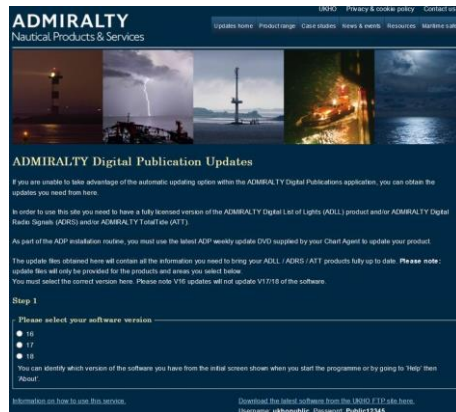 UKHO Privacy & cookie policy Contact us
ADMIRALTY
Nautical Products & Services
Updates home Product range Case studies News & events Resources Maritime safe
ADMIRALTY Digital Publication Updates
If you are unable to take advantage of the automatic updating option within the ADMIRALTY Digital Publications application, you can obtain the
updates you need from here.
In order to use this site you need to have a fully licensed version of the ADMIRALTY Digital List of Lights (ADLL) product and/or ADMIRALTY Digital
Radio Signals (ADRS) and/or ADMIRALTY TotalTide (ATT).
As part of the ADP installation routine, you must use the latest ADP weekly update DVD supplied by your Chart Agent to update your product.
The update files obtained here will contain all the information you need to bring your ADLL / ADRS / ATT products fully up to date. Please note:
update files will only be provided for the products and areas you select below.
You must select the correct version here. Please note V16 updates will not update V17/18 of the software.
Step 1
Please select your software version
16
17
18
You can identify which version of the software you have from the initial screen shown when you start the programme or by going to 'Help' then
'About'.
Information on how to use this service.
Download the latest software from the UKHO FTP site here.
Username: ukhopublic Password: Public12345